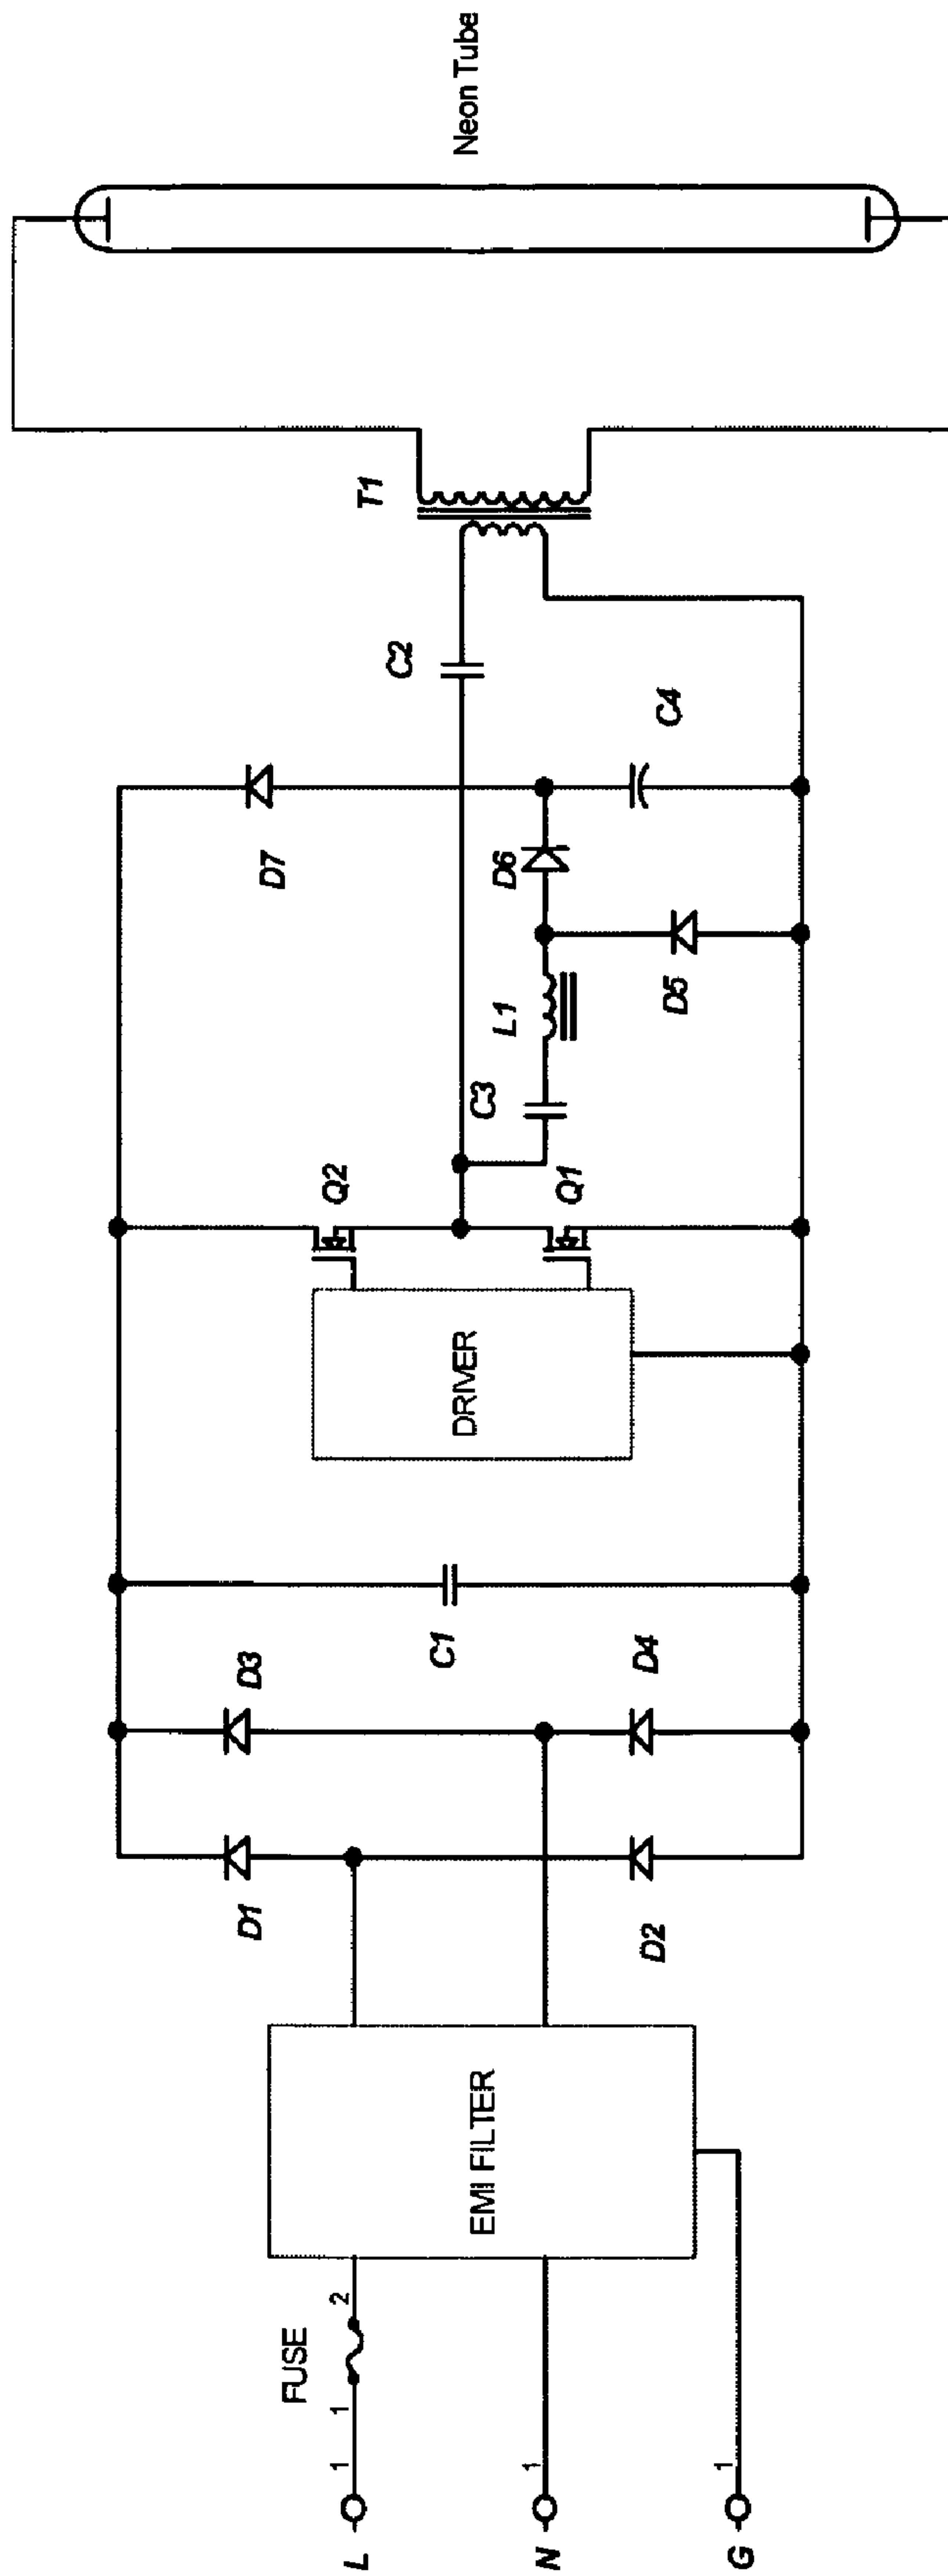 L
1
1
FUSE
2
N
1
G
1
EMI FILTER
D1
D2
D3
D4
C1
DRIVER
Q2
Q1
C3
L1
D5
D6
D7
C4
C2
T1
Neon Tube